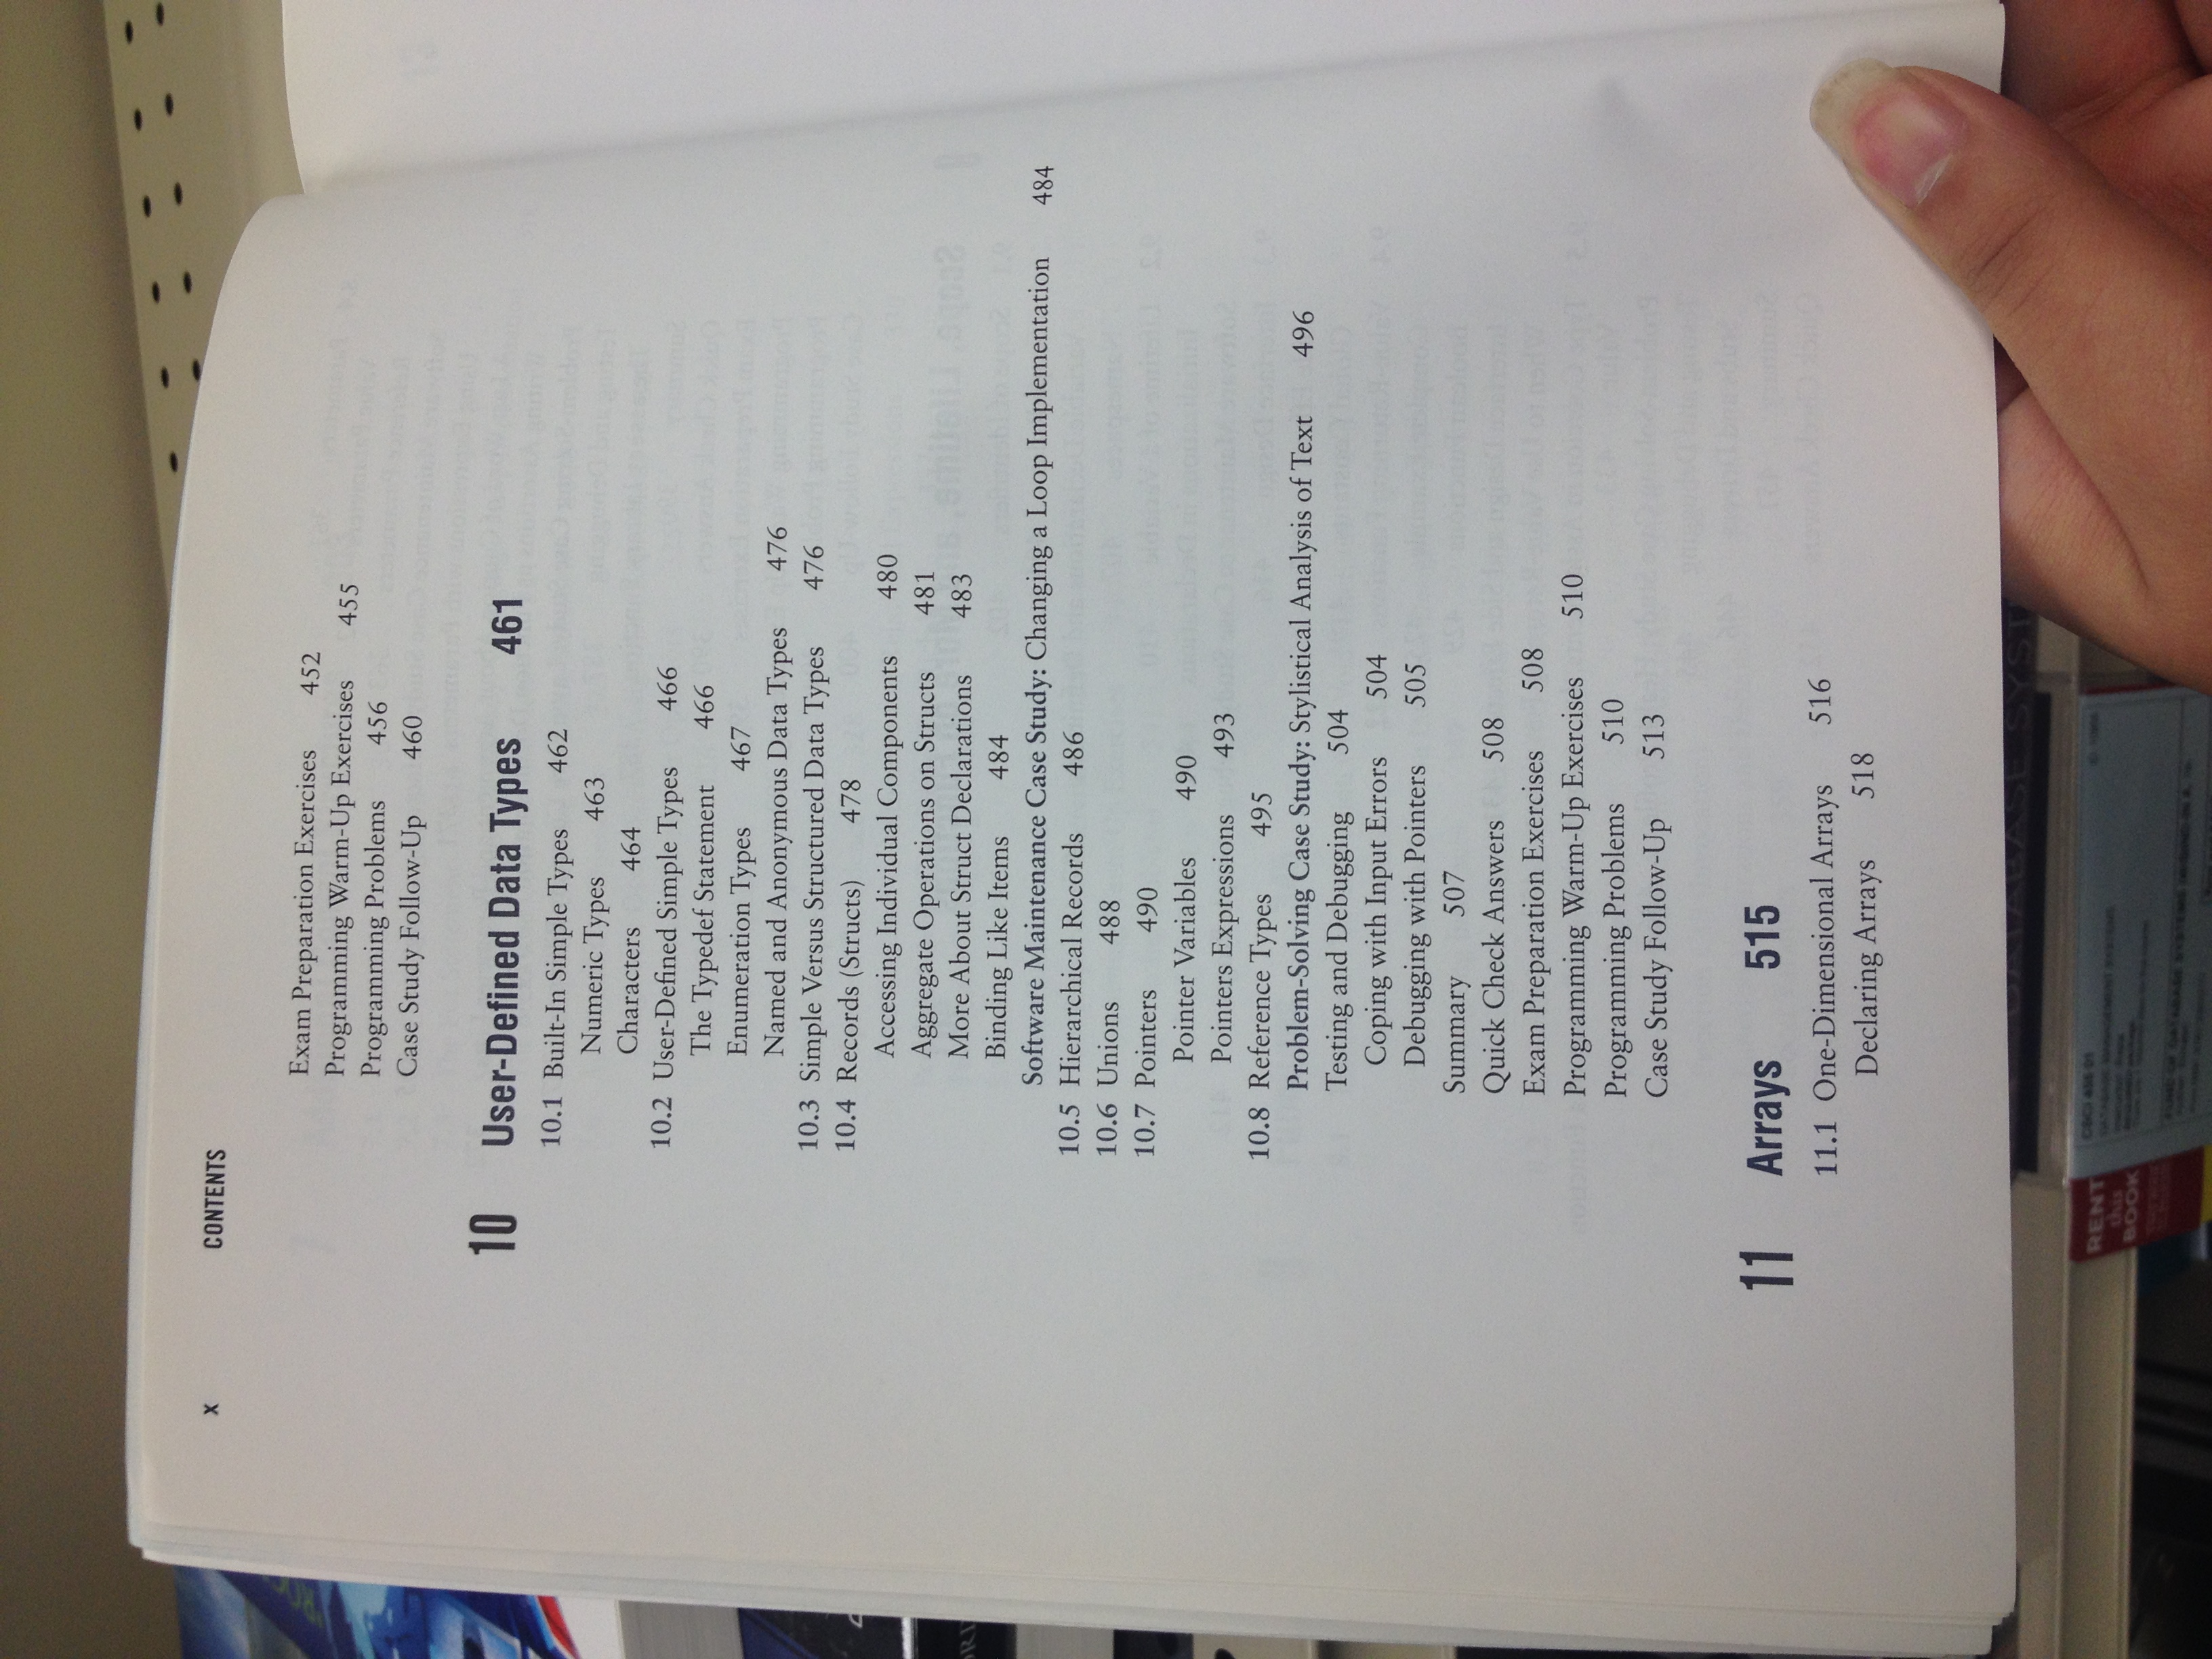 X CONTENTS
Exam Preparation Exercises 452
Programming Warm-Up Exercises 455
Programming Problems 456
Case Study Follow-Up 460
10 User-Defined Data Types 461
10.1 Built-In Simple Types 462
Numeric Types 463
Characters 464
10.2 User-Defined Simple Types 466
The Typedef Statement 466
Enumeration Types 467
Named and Anonymous Data Types 476
10.3 Simple Versus Structured Data Types 476
10.4 Records (Structs) 478
Accessing Individual Components 480
Aggregate Operations on Structs 481
More About Struct Declarations 483
Binding Like Items 484
Software Maintenance Case Study: Changing a Loop Implementation 484
10.5 Hierarchical Records 486
10.6 Unions 488
10.7 Pointers 490
Pointer Variables 490
Pointers Expressions 493
10.8 Reference Types 495
Problem-Solving Case Study: Stylistical Analysis of Text 496
Testing and Debugging 504
Coping with Input Errors 504
Debugging with Pointers 505
Summary 507
Quick Check Answers 508
Exam Preparation Exercises 508
Programming Warm-Up Exercises 510
Programming Problems 510
Case Study Follow-Up 513
11 Arrays 515
11.1 One-Dimensional Arrays 516
Declaring Arrays 518
DATABASE
RENT
this
BOOK
DATABASE MANAGEMENT SYSTEMS